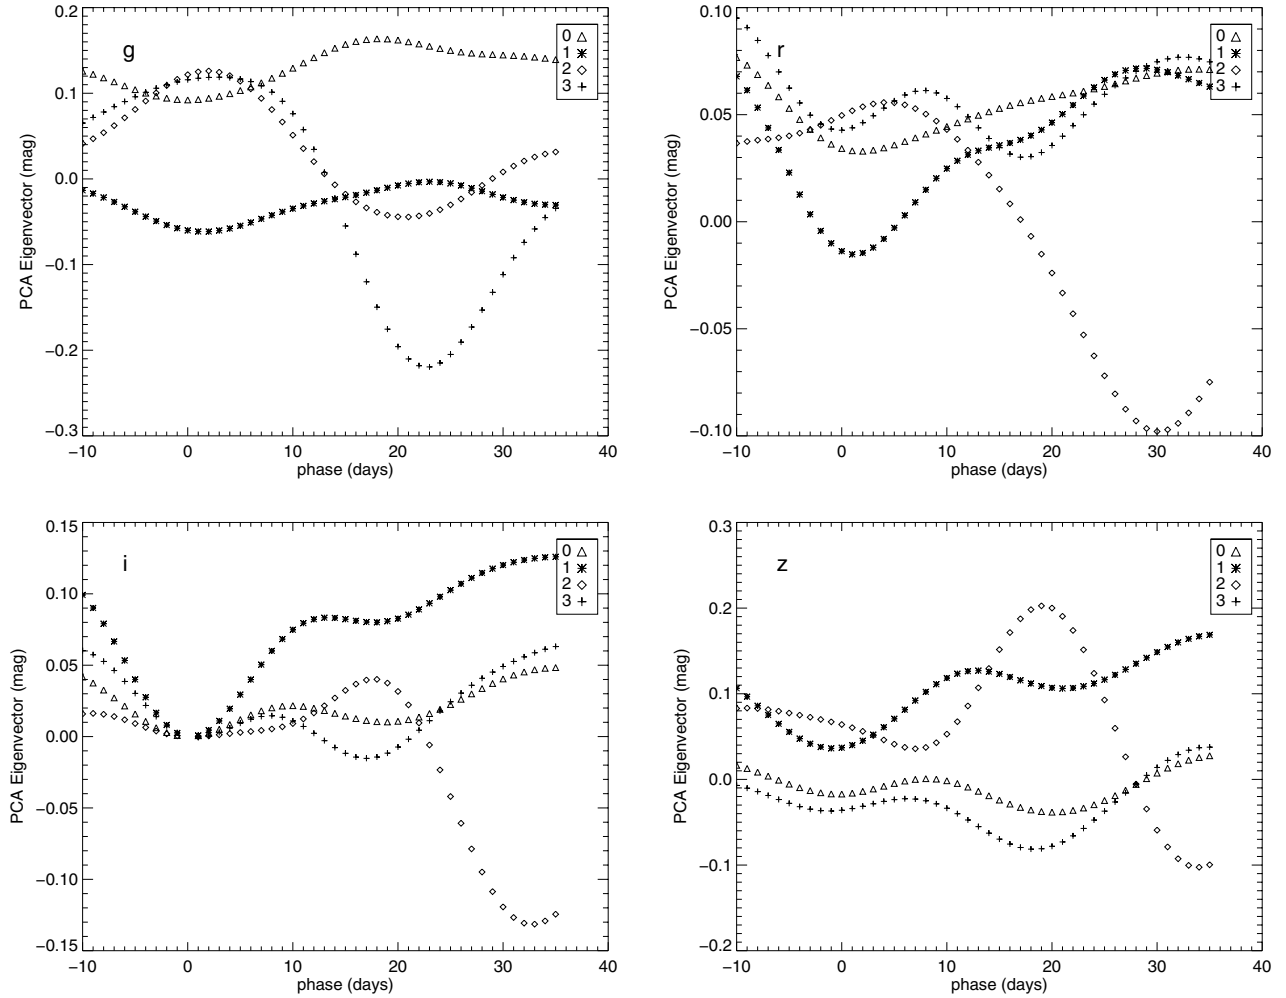 g
0 △
1 ✱
2 ◇
3 +
0.2
0.1
0.0
−0.1
−0.2
−0.3
PCA Eigenvector (mag)
−10 0 10 20 30 40
phase (days)
r
0 △
1 ✱
2 ◇
3 +
0.10
0.05
0.00
−0.05
−0.10
PCA Eigenvector (mag)
−10 0 10 20 30 40
phase (days)
i
0 △
1 ✱
2 ◇
3 +
0.15
0.10
0.05
0.00
−0.05
−0.10
−0.15
PCA Eigenvector (mag)
−10 0 10 20 30 40
phase (days)
z
0 △
1 ✱
2 ◇
3 +
0.3
0.2
0.1
0.0
−0.1
−0.2
PCA Eigenvector (mag)
−10 0 10 20 30 40
phase (days)